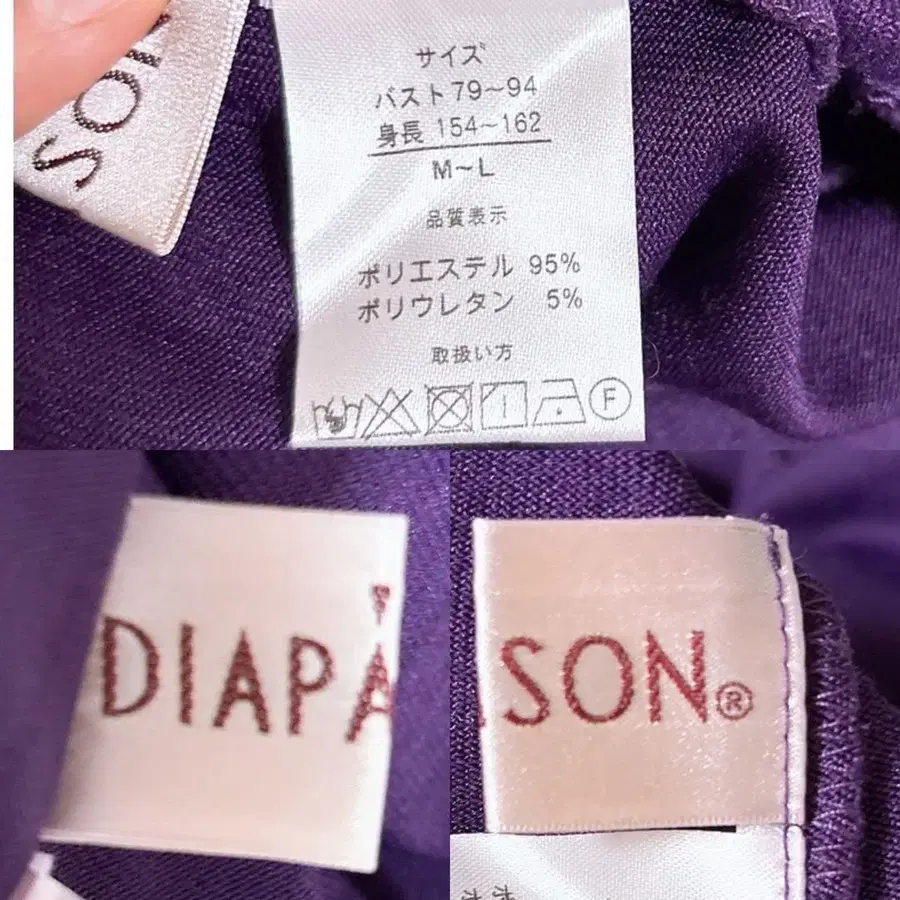 SON
サイズ
バスト79~94
身長 154~162
M~L
品質表示
ポリエステル 95%
ポリウレタン 5%
取扱い方
F
DIAPA
SON®